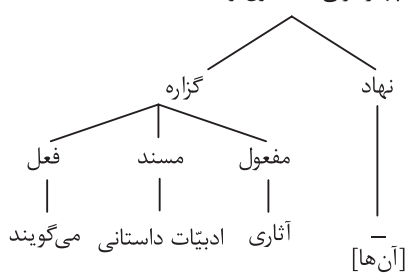 نهاد گزاره
مفعول مسند فعل
– آثاری ادبیّات داستانی می‌گویند
[آن‌ها]